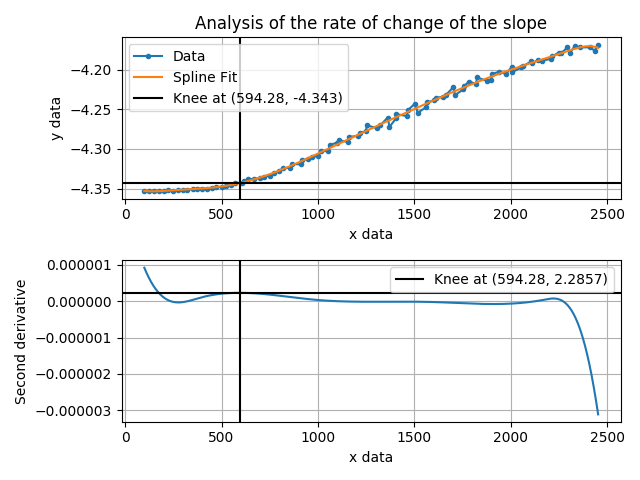 Analysis of the rate of change of the slope
Data
Spline Fit
Knee at (594.28, -4.343)
y data
−4.20
−4.25
−4.30
−4.35
0 500 1000 1500 2000 2500
x data
Knee at (594.28, 2.2857)
Second derivative
0.000001
0.000000
−0.000001
−0.000002
−0.000003
0 500 1000 1500 2000 2500
x data